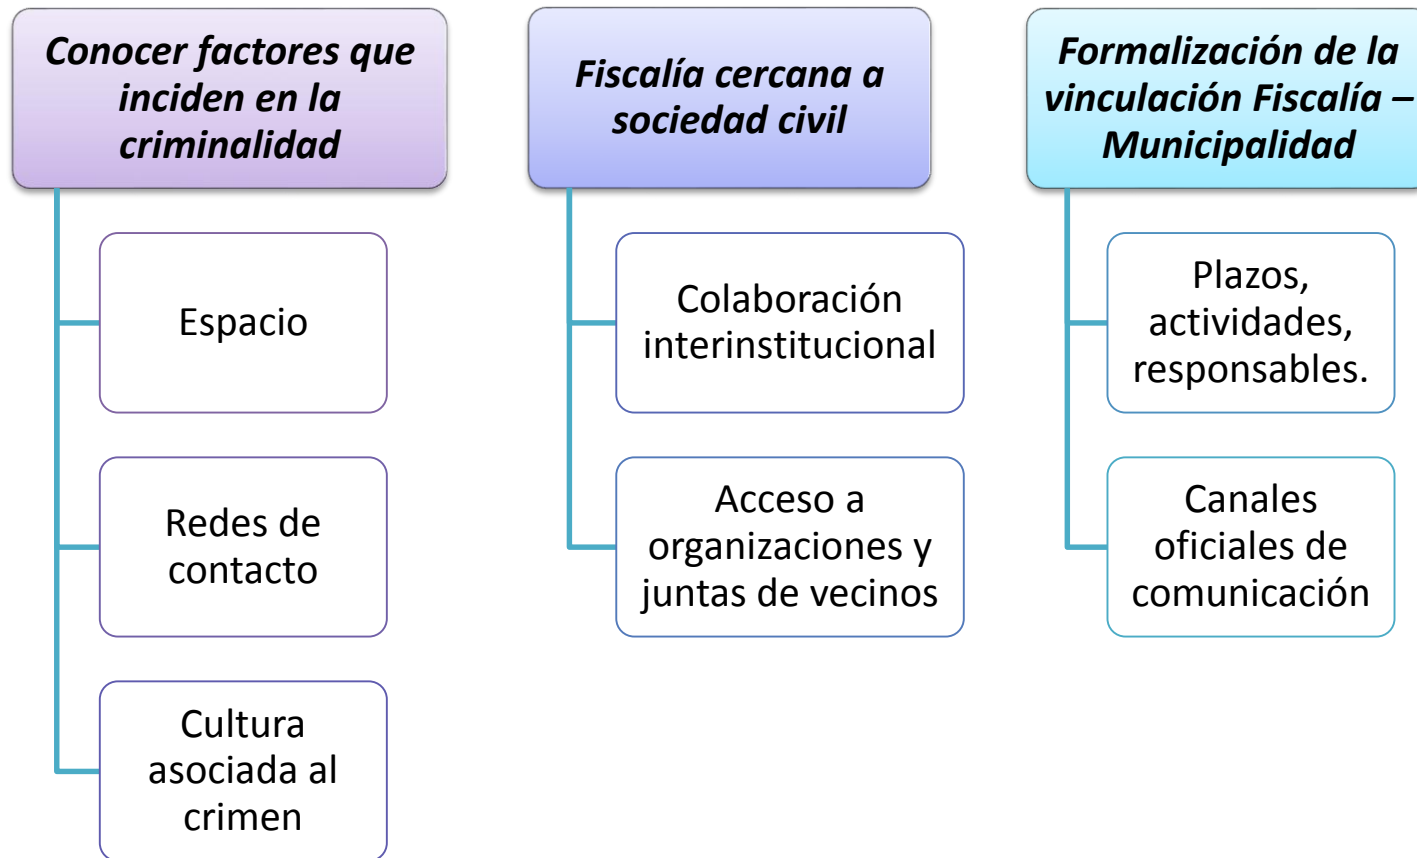 Conocer factores que
inciden en la
criminalidad
Espacio
Redes de
contacto
Cultura
asociada al
crimen
Fiscalía cercana a
sociedad civil
Colaboración
interinstitucional
Acceso a
organizaciones y
juntas de vecinos
Formalización de la
vinculación Fiscalía –
Municipalidad
Plazos,
actividades,
responsables.
Canales
oficiales de
comunicación